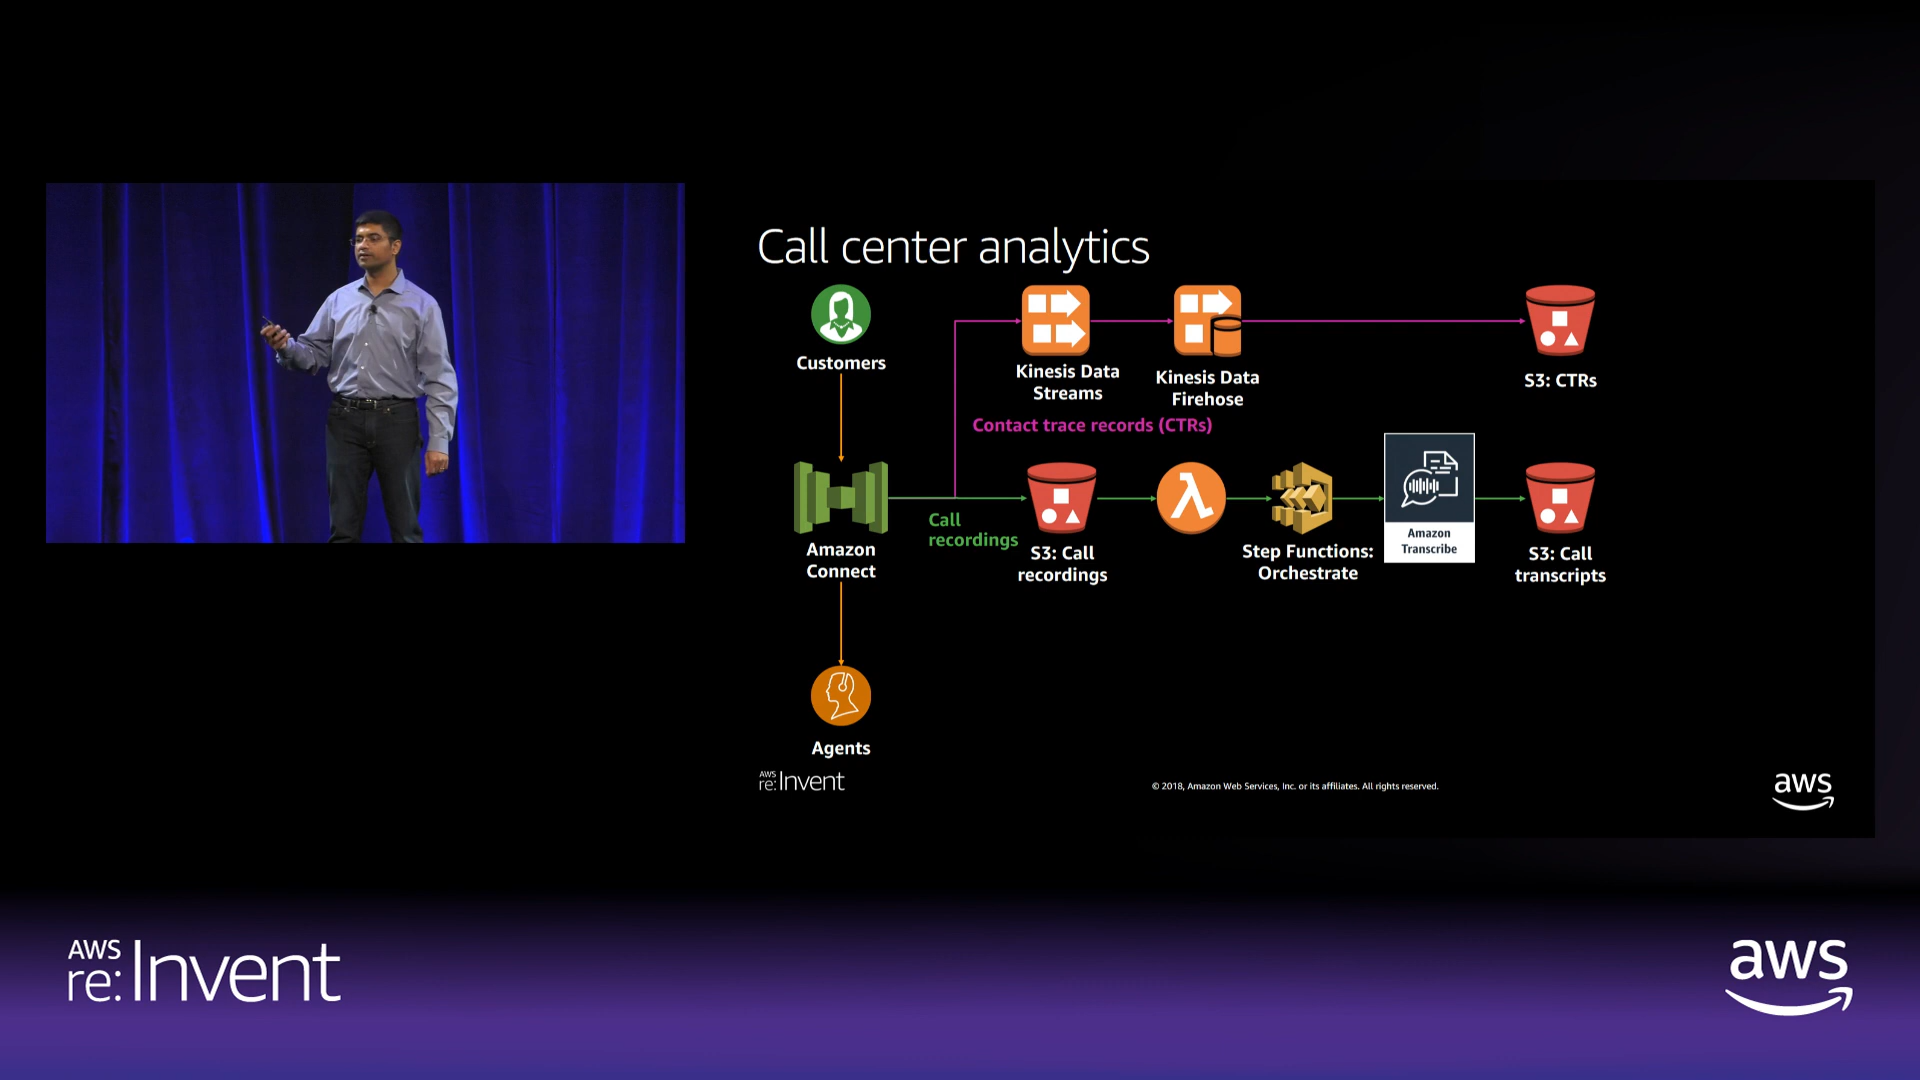 Call center analytics
Customers
Kinesis Data
Streams
Kinesis Data
Firehose
S3: CTRs
Contact trace records (CTRs)
Amazon
Connect
Call
recordings
S3: Call
recordings
λ
Step Functions:
Orchestrate
Amazon
Transcribe
S3: Call
transcripts
Agents
AWS
re:Invent
© 2018, Amazon Web Services, Inc. or its affiliates. All rights reserved.
aws
AWS
re:Invent
aws